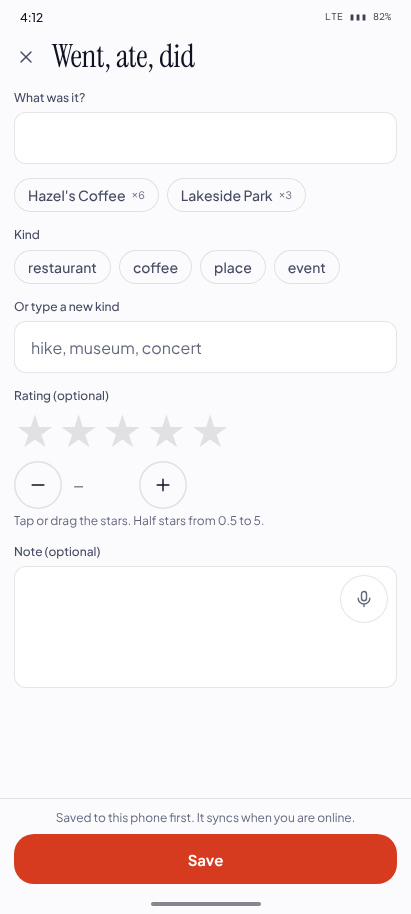 4:12 LTE 82%
Went, ate, did
What was it?
Hazel's Coffee ×6 Lakeside Park ×3
Kind
restaurant coffee place event
Or type a new kind
hike, museum, concert
Rating (optional)
–
Tap or drag the stars. Half stars from 0.5 to 5.
Note (optional)
Saved to this phone first. It syncs when you are online.
Save